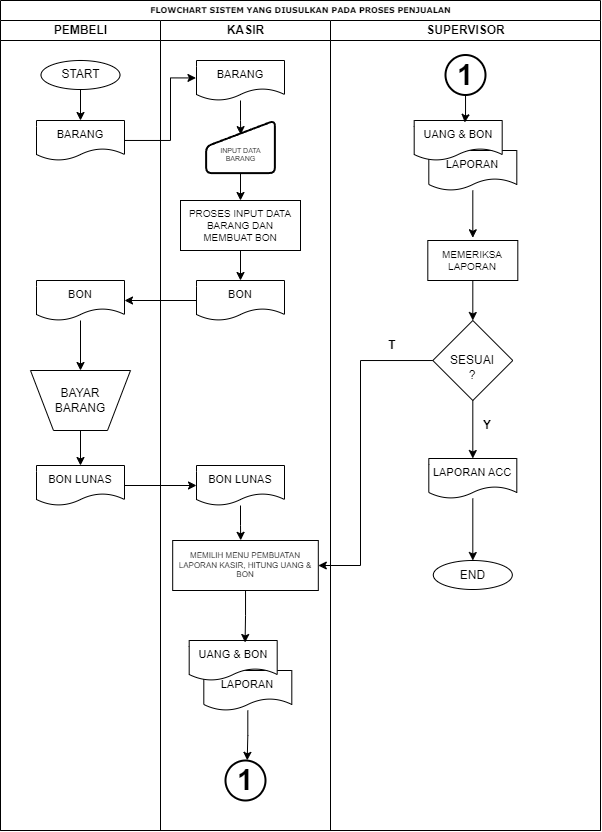 FLOWCHART SISTEM YANG DIUSULKAN PADA PROSES PENJUALAN
PEMBELI
KASIR
SUPERVISOR
START
BARANG
BON
BAYAR
BARANG
BON LUNAS
BARANG
INPUT DATA
BARANG
PROSES INPUT DATA
BARANG DAN
MEMBUAT BON
BON
BON LUNAS
MEMILIH MENU PEMBUATAN
LAPORAN KASIR, HITUNG UANG &
BON
UANG & BON
LAPORAN
1
1
UANG & BON
LAPORAN
MEMERIKSA
LAPORAN
T
SESUAI
?
Y
LAPORAN ACC
END